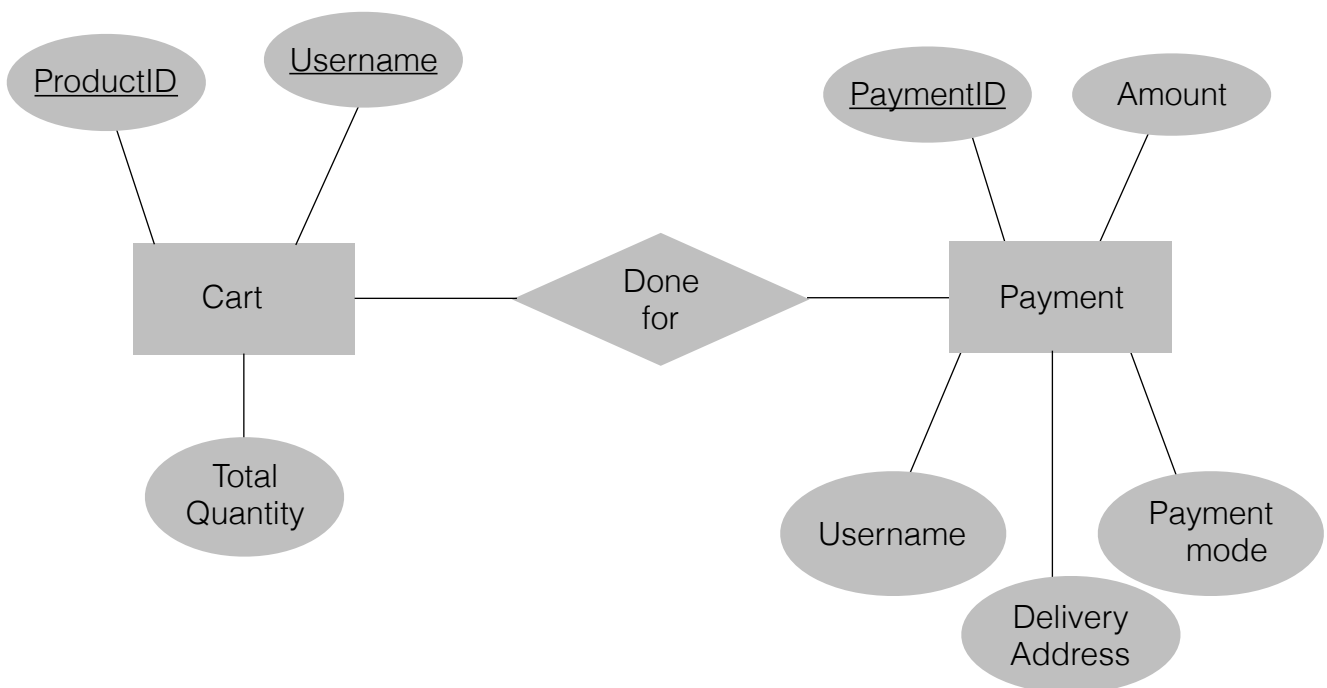 ProductID
Username
PaymentID
Amount
Cart
Done
for
Payment
Total
Quantity
Username
Payment
mode
Delivery
Address